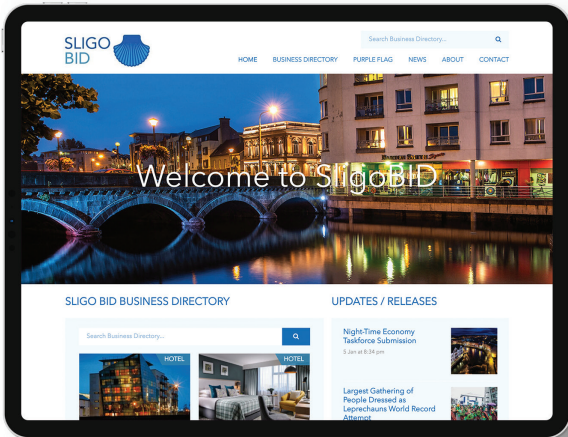 SLIGO
BID
Search Business Directory...
HOME BUSINESS DIRECTORY PURPLE FLAG NEWS ABOUT CONTACT
Welcome to SligoBID
SLIGO BID BUSINESS DIRECTORY
UPDATES / RELEASES
Search Business Directory...
HOTEL
HOTEL
Night-Time Economy
Taskforce Submission
5 Jan at 8:34 pm
Largest Gathering of
People Dressed as
Leprechauns World Record
Attempt